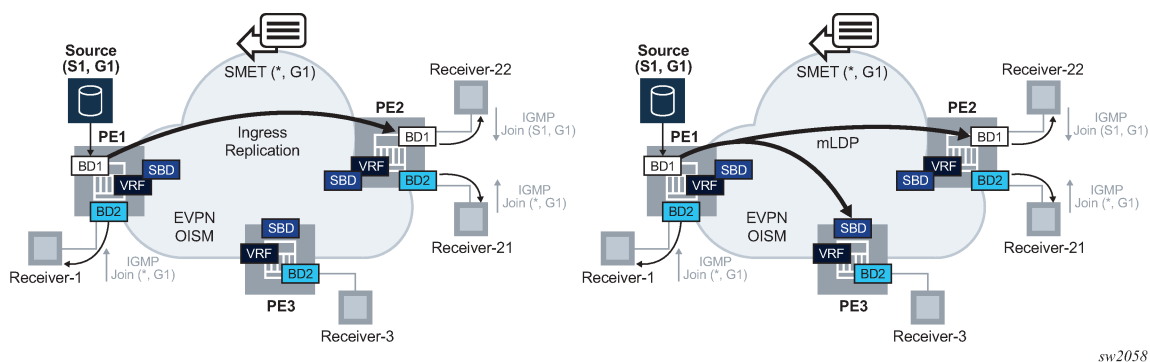 Source
(S1, G1)
SMET (*, G1)
Receiver-22
IGMP
Join (S1, G1)
PE2
PE1
BD1
Ingress
Replication
BD1
SBD
VRF
VRF
SBD
BD2
IGMP
Join (*, G1)
BD2
EVPN
OISM
Receiver-21
SBD
IGMP
Join (*, G1)
Receiver-1
VRF
BD2
PE3
Receiver-3
Source
(S1, G1)
SMET (*, G1)
Receiver-22
IGMP
Join (S1, G1)
PE2
PE1
BD1
mLDP
BD1
SBD
VRF
VRF
SBD
BD2
IGMP
Join (*, G1)
BD2
EVPN
OISM
Receiver-21
SBD
IGMP
Join (*, G1)
Receiver-1
VRF
BD2
PE3
Receiver-3
sw2058